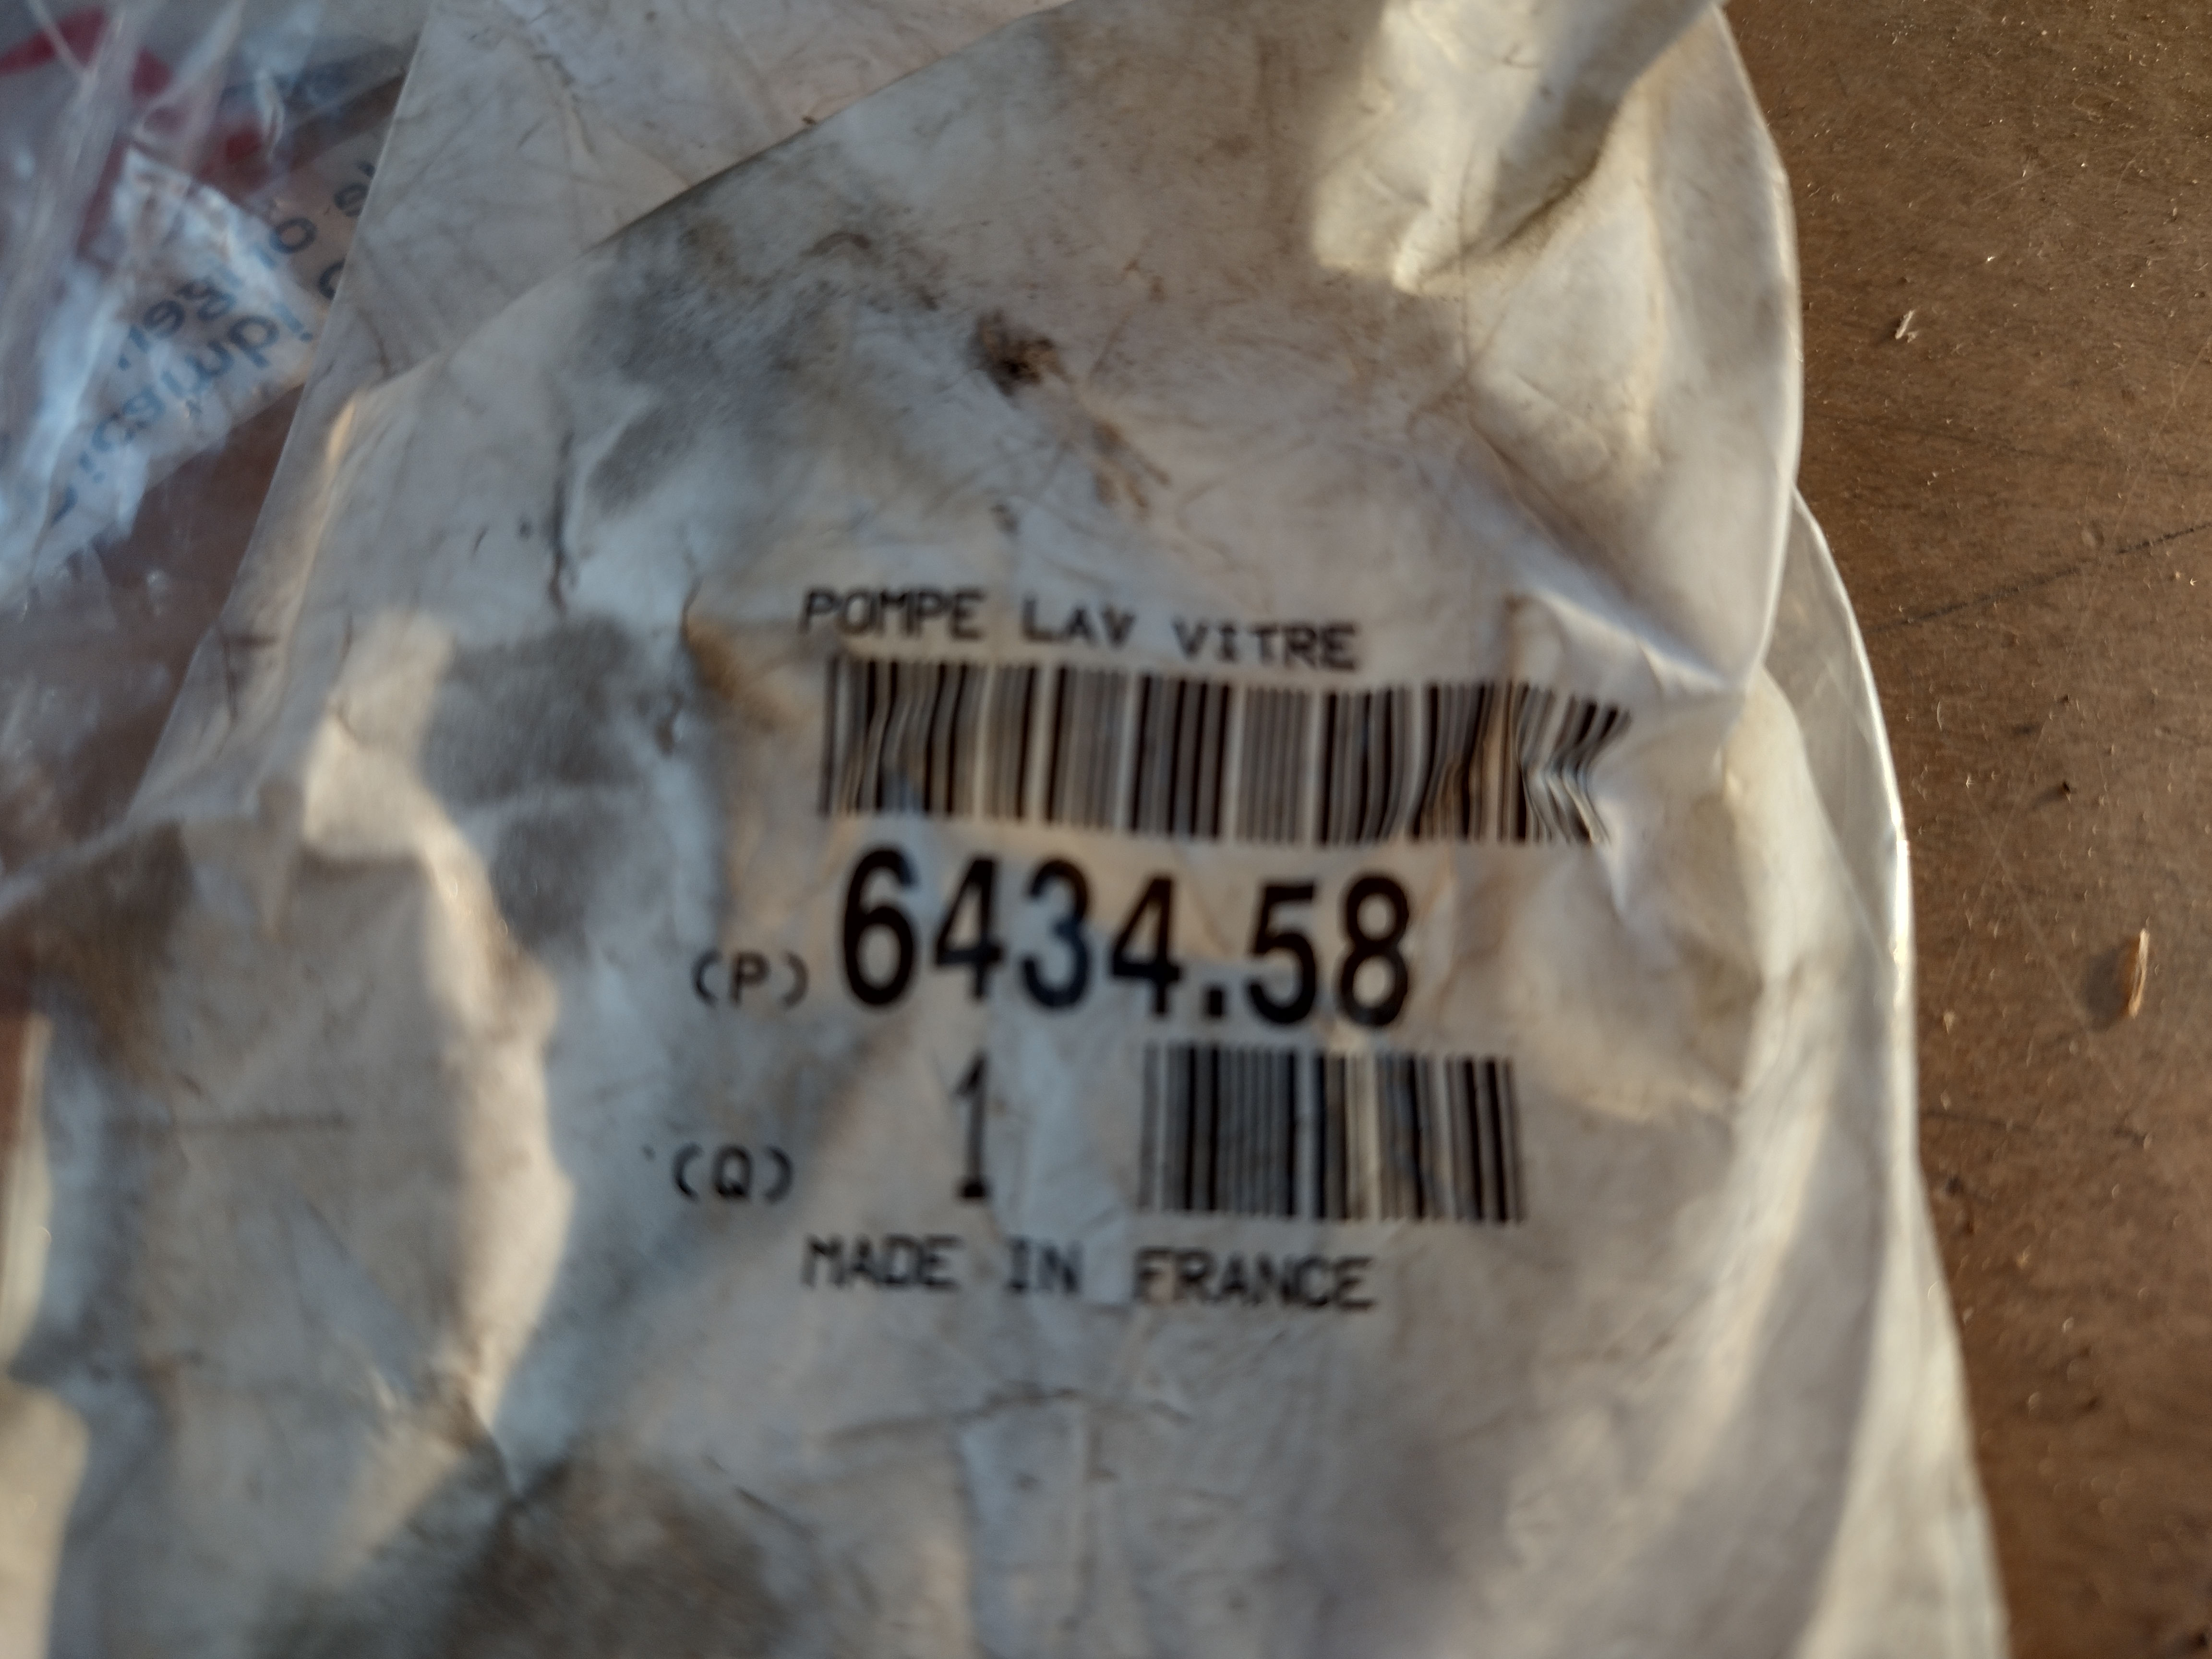 POMPE LAV VITRE
(P) 6434.58
(Q) 1
MADE IN FRANCE